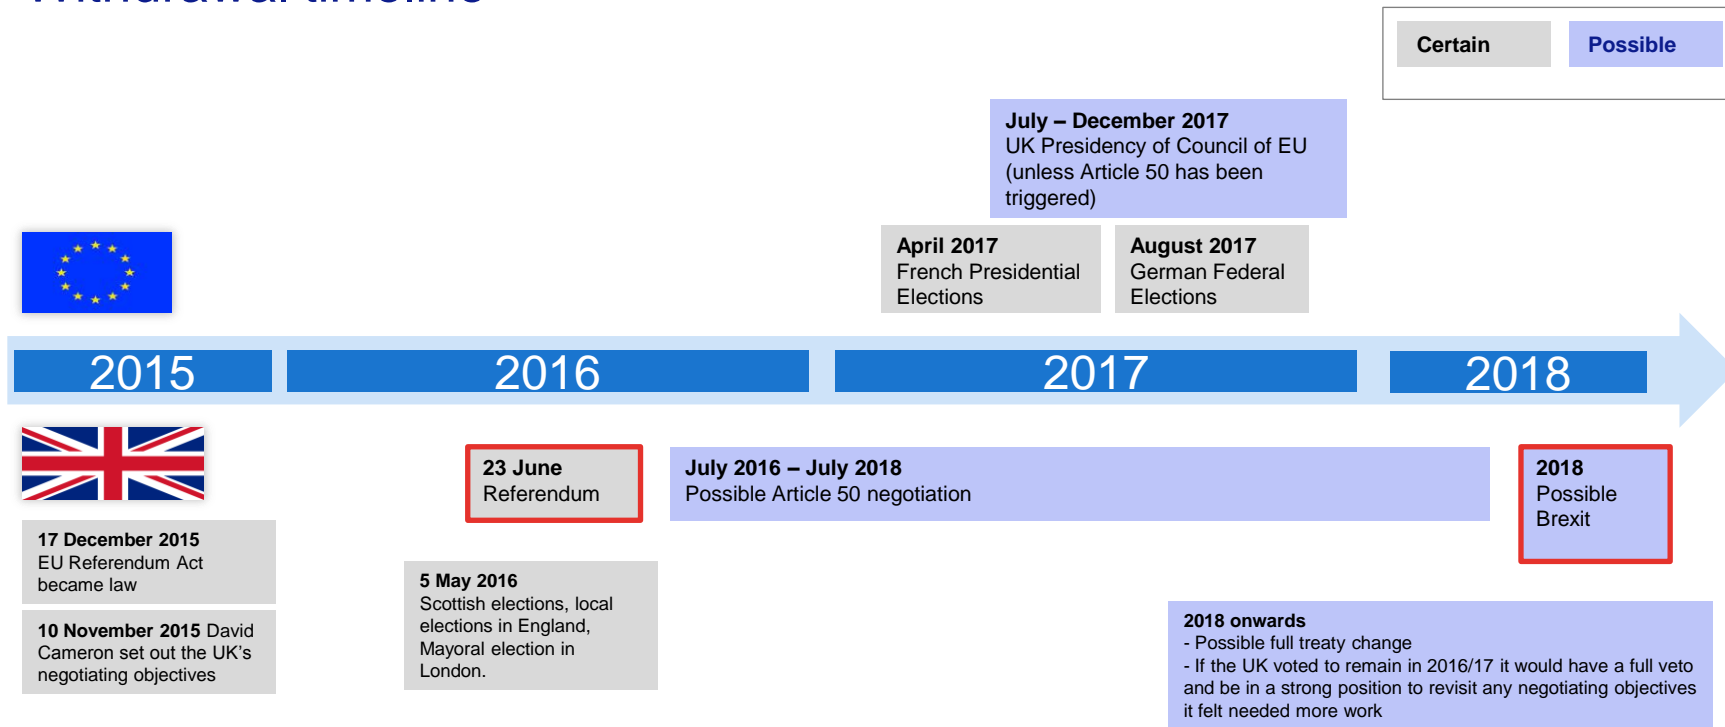 Withdrawal timeline
Certain
Possible
July – December 2017
UK Presidency of Council of EU
(unless Article 50 has been
triggered)
April 2017
French Presidential
Elections
August 2017
German Federal
Elections
2015
2016
2017
2018
23 June
Referendum
July 2016 – July 2018
Possible Article 50 negotiation
2018
Possible
Brexit
17 December 2015
EU Referendum Act
became law
10 November 2015 David
Cameron set out the UK’s
negotiating objectives
5 May 2016
Scottish elections, local
elections in England,
Mayoral election in
London.
2018 onwards
- Possible full treaty change
- If the UK voted to remain in 2016/17 it would have a full veto
and be in a strong position to revisit any negotiating objectives
it felt needed more work